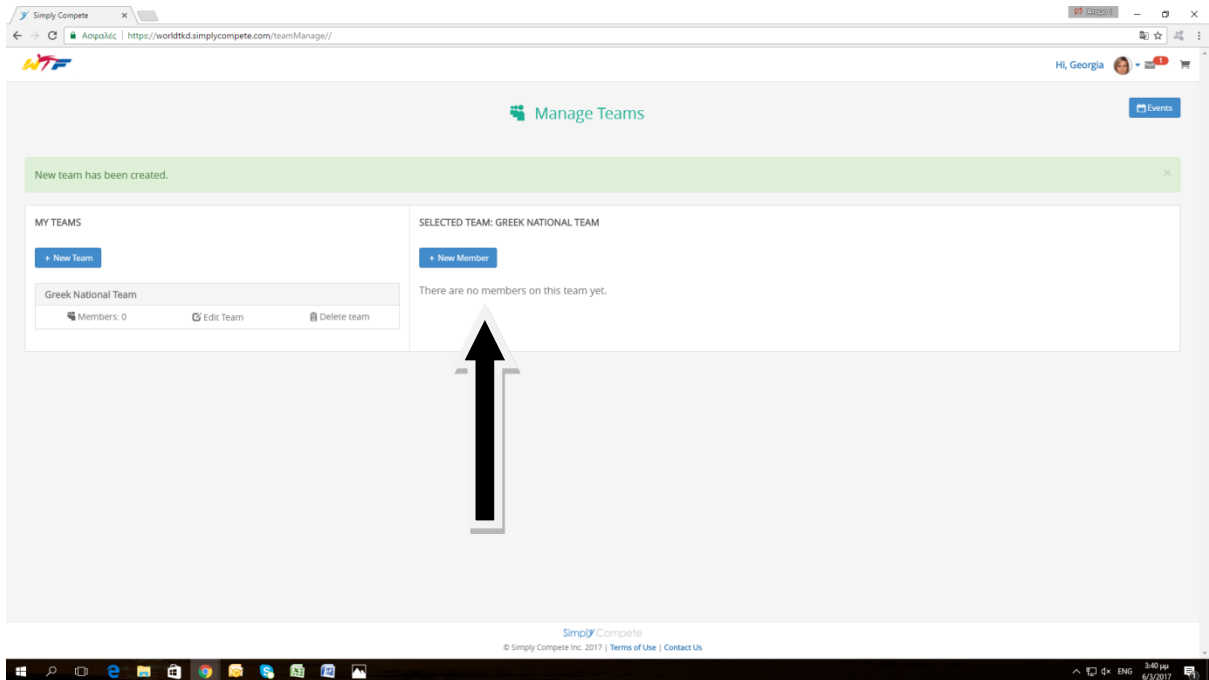 Simply Compete
Ασφαλές | https://worldtkd.simplycompete.com/teamManage//
WTF
Hi, Georgia
1
Manage Teams
Events
New team has been created.
MY TEAMS
SELECTED TEAM: GREEK NATIONAL TEAM
+ New Team
+ New Member
Greek National Team
There are no members on this team yet.
Members: 0
Edit Team
Delete team
Simply Compete
© Simply Compete Inc. 2017 | Terms of Use | Contact Us
ENG
3:40 μμ
6/3/2017